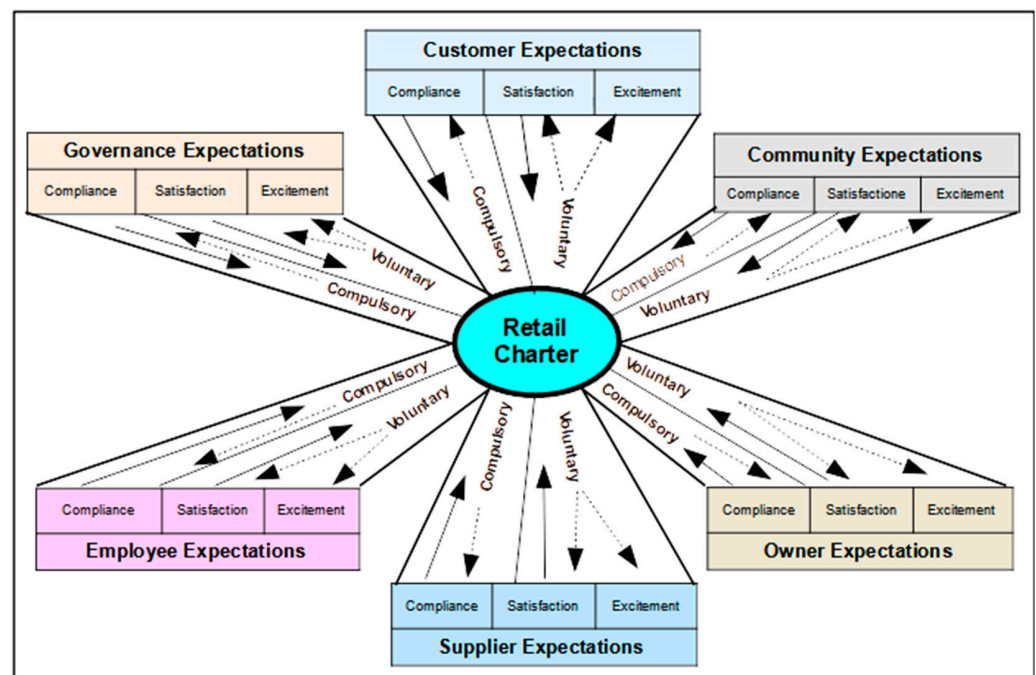 Customer Expectations
Compliance Satisfaction Excitement
Governance Expectations
Compliance Satisfaction Excitement
Community Expectations
Compliance Satisfactione Excitement
Compulsory
Voluntary
Voluntary
Compulsory
Compulsory
Voluntary
Retail
Charter
Compulsory
Voluntary
Compulsory
Voluntary
Voluntary
Compulsory
Compliance Satisfaction Excitement
Employee Expectations
Compliance Satisfaction Excitement
Owner Expectations
Compliance Satisfaction Excitement
Supplier Expectations